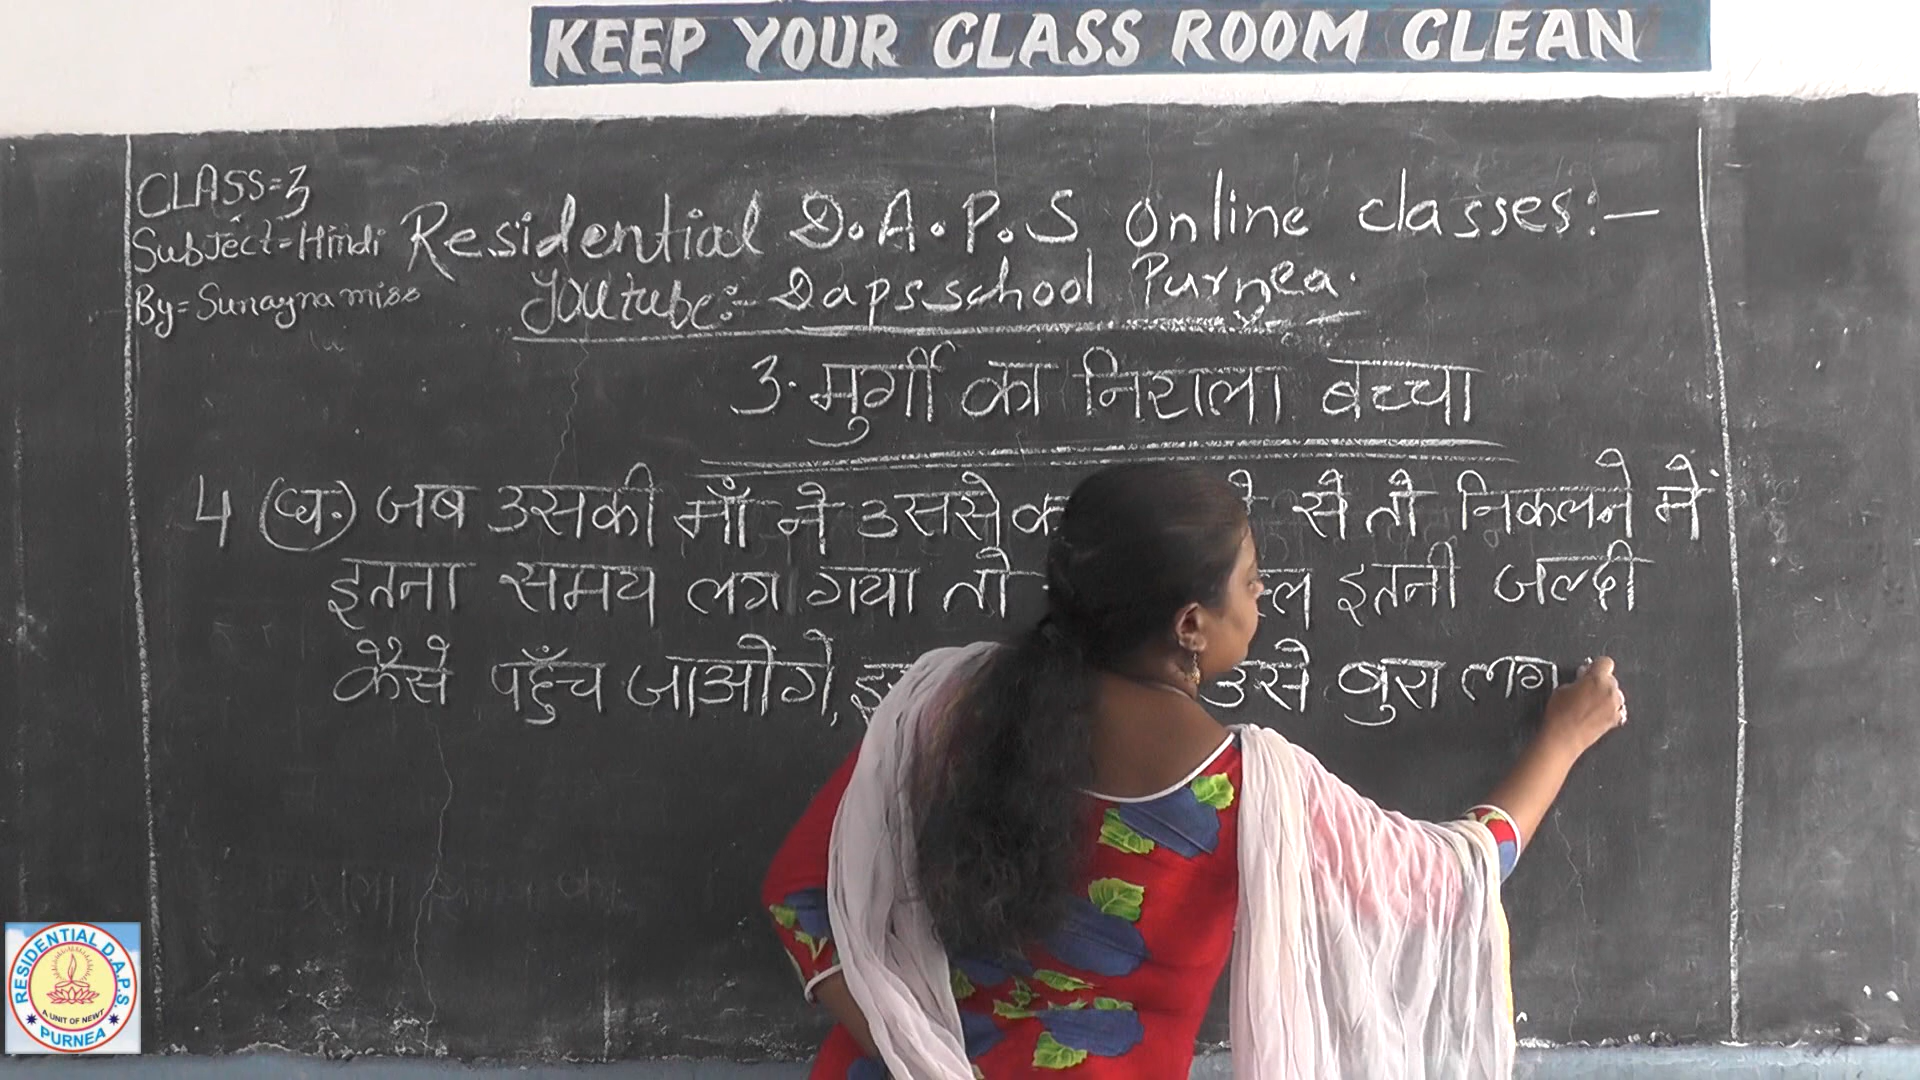 KEEP YOUR CLASS ROOM CLEAN
CLASS=3
Subject=Hindi
By=Sunayna miss
Residential D.A.P.S Online classes:-
Youtube:- Dapsschool Purnea.
3. मुर्गी का निराला बच्चा
4 (घ.) जब उसकी माँ ने उससे से तो निकलने में
इतना समय लग गया तो इतनी जल्दी
कैसे पहुँच जाओगे, उसे बुरा लग
RESIDENTIAL D.A.P.S.
A UNIT OF NEWT
PURNEA